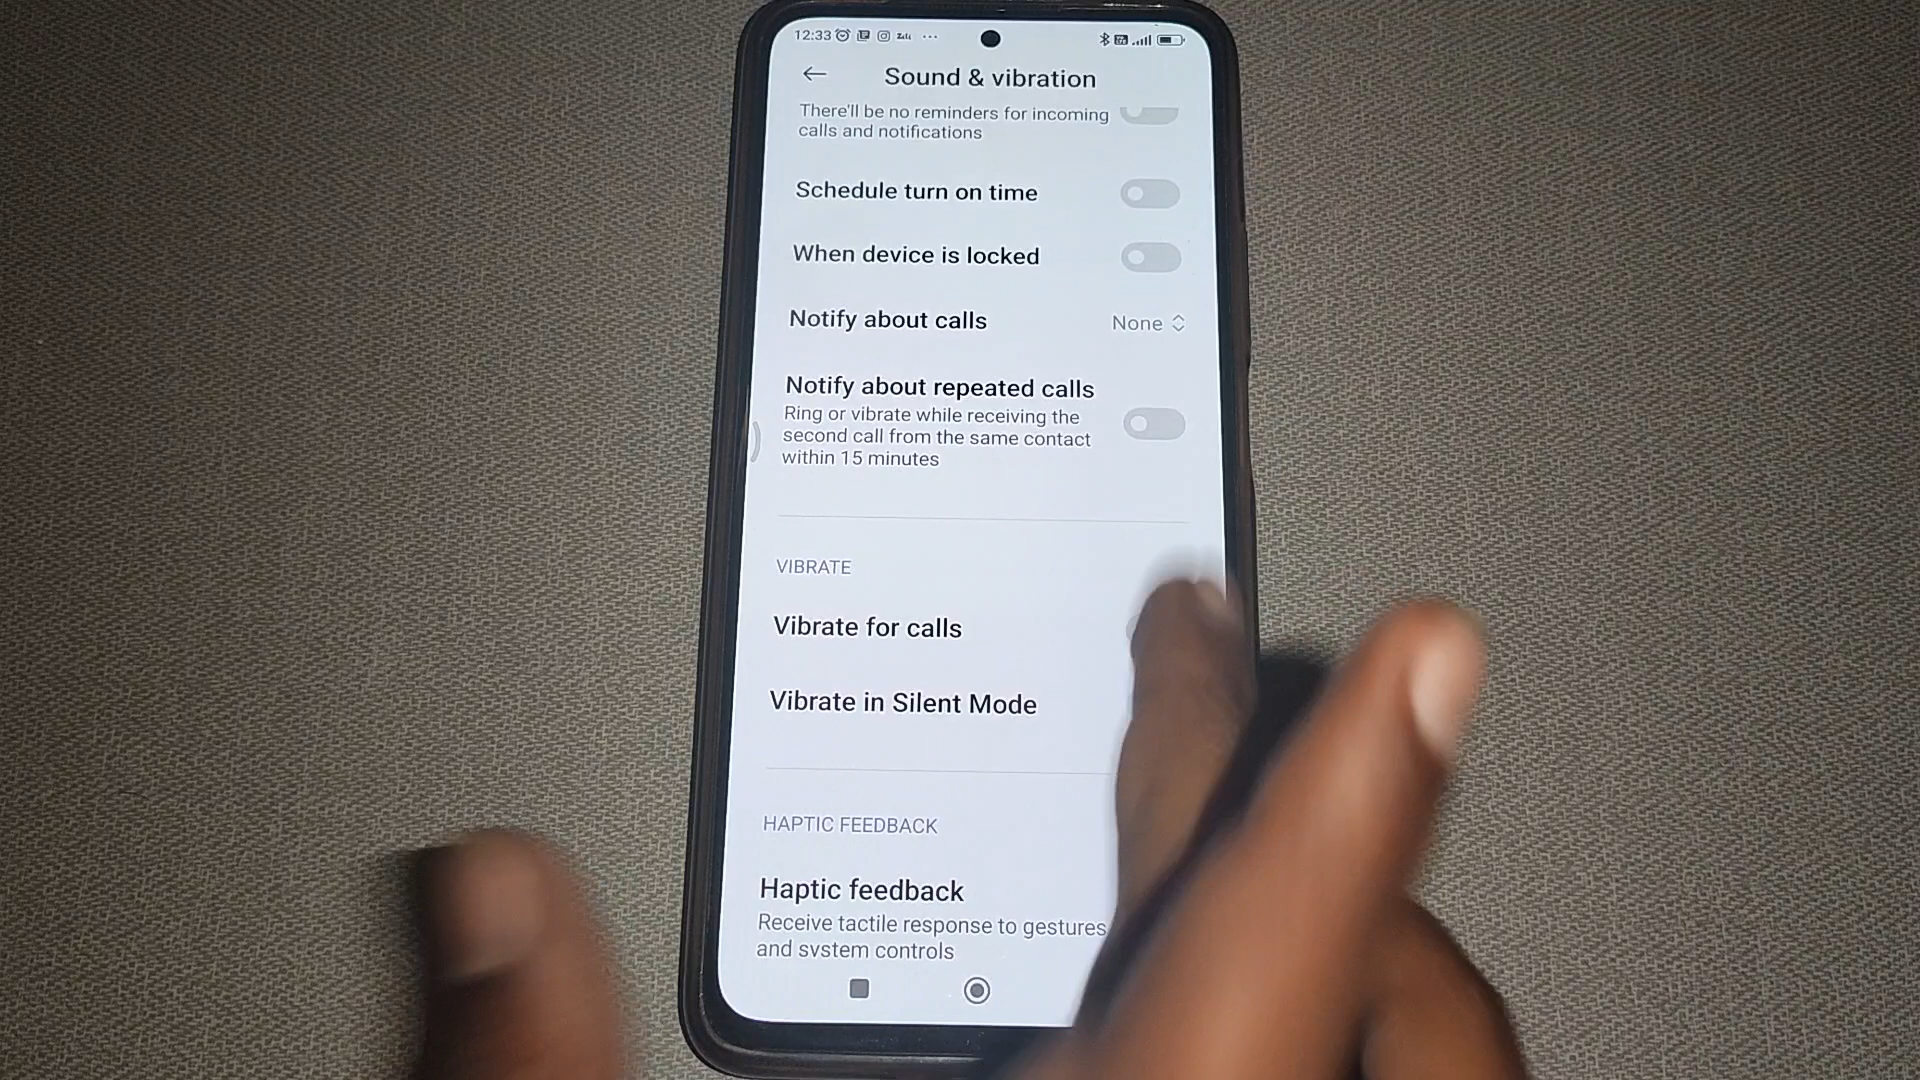 12:33
Sound & vibration
There'll be no reminders for incoming
calls and notifications
Schedule turn on time
When device is locked
Notify about calls
None
Notify about repeated calls
Ring or vibrate while receiving the
second call from the same contact
within 15 minutes
VIBRATE
Vibrate for calls
Vibrate in Silent Mode
HAPTIC FEEDBACK
Haptic feedback
Receive tactile response to gestures
and system controls